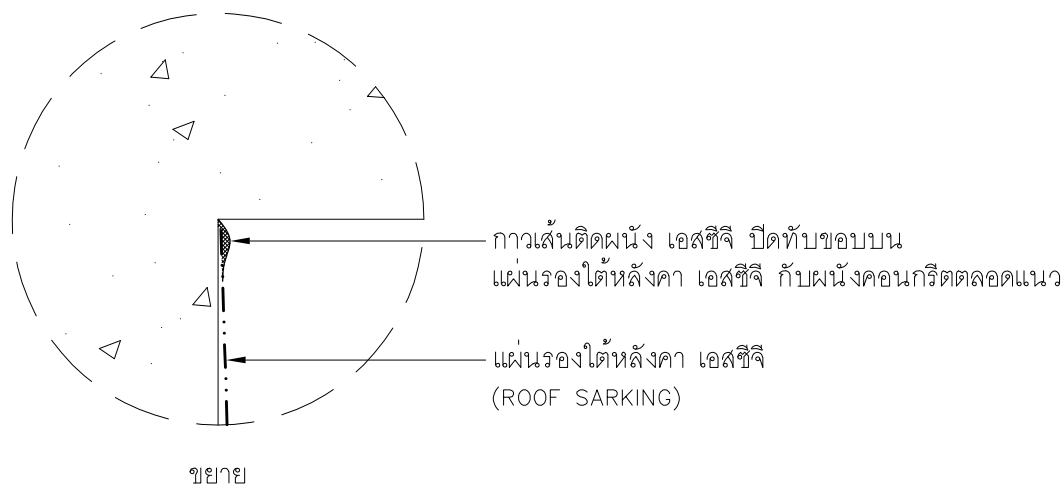 กาวเส้นติดผนัง เอสซีจี ปิดทับขอบบน
แผ่นรองใต้หลังคา เอสซีจี กับผนังคอนกรีตตลอดแนว
แผ่นรองใต้หลังคา เอสซีจี
(ROOF SARKING)
ขยาย